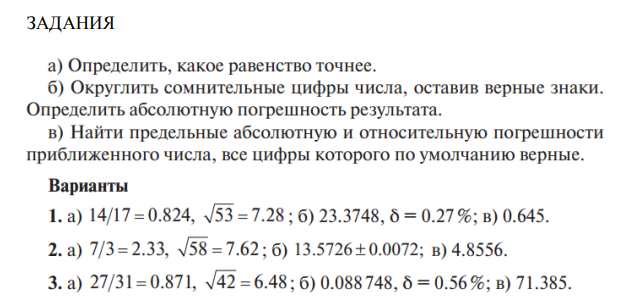 ЗАДАНИЯ
а) Определить, какое равенство точнее.
б) Округлить сомнительные цифры числа, оставив верные знаки.
Определить абсолютную погрешность результата.
в) Найти предельные абсолютную и относительную погрешности
приближенного числа, все цифры которого по умолчанию верные.
Варианты
1. а) 14/17 = 0.824, √53 = 7.28 ; б) 23.3748, δ = 0.27 %; в) 0.645.
2. а) 7/3 = 2.33, √58 = 7.62 ; б) 13.5726 ± 0.0072; в) 4.8556.
3. а) 27/31 = 0.871, √42 = 6.48 ; б) 0.088 748, δ = 0.56 %; в) 71.385.